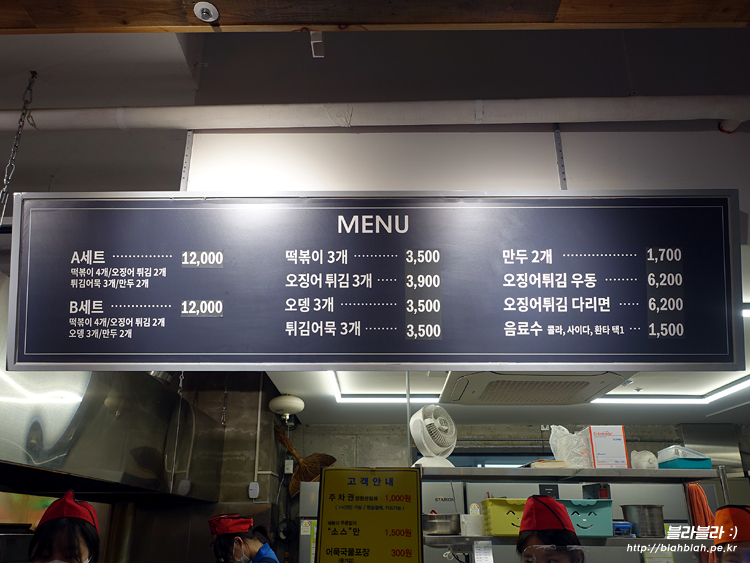 MENU
A세트 ·················· 12,000
떡볶이 4개/오징어 튀김 2개
튀김어묵 3개/만두 2개
B세트 ·················· 12,000
떡볶이 4개/오징어 튀김 2개
오뎅 3개/만두 2개
떡볶이 3개 ············· 3,500
오징어 튀김 3개 ······ 3,900
오뎅 3개 ················ 3,500
튀김어묵 3개 ········· 3,500
만두 2개 ····················· 1,700
오징어튀김 우동 ········ 6,200
오징어튀김 다리면 ····· 6,200
음료수 콜라, 사이다, 환타 택1 ··· 1,500
고객안내
주차권 1,000원
"소스"만 1,500원
어묵국물포장 300원
블라블라 :)
http://blahblah.pe.kr